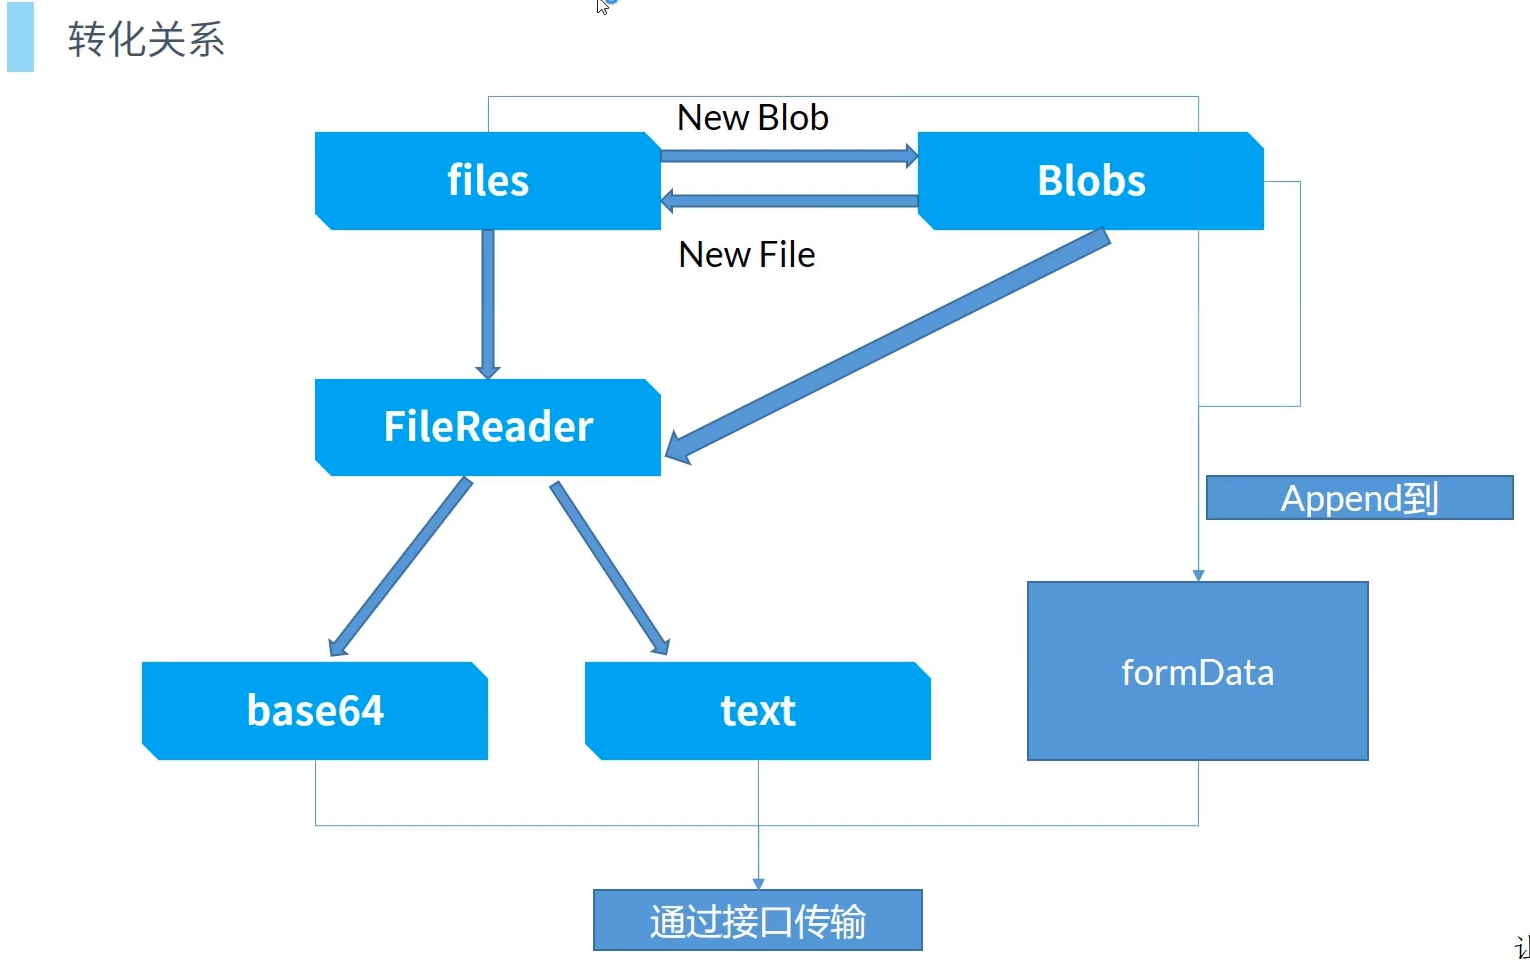 转化关系
New Blob
files
Blobs
New File
FileReader
Append到
formData
base64
text
通过接口传输